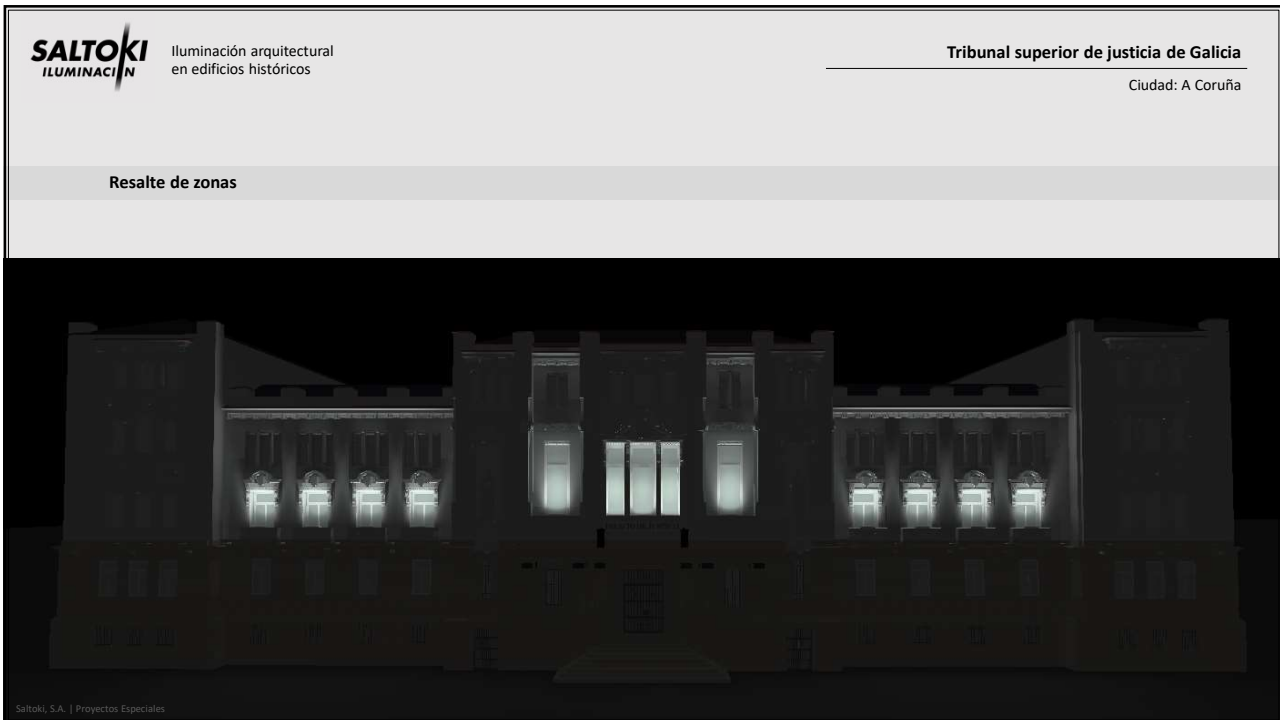 SALTOKI
ILUMINACIÓN
Iluminación arquitectural
en edificios históricos
Tribunal superior de justicia de Galicia
Ciudad: A Coruña
Resalte de zonas
Saltoki, S.A. | Proyectos Especiales